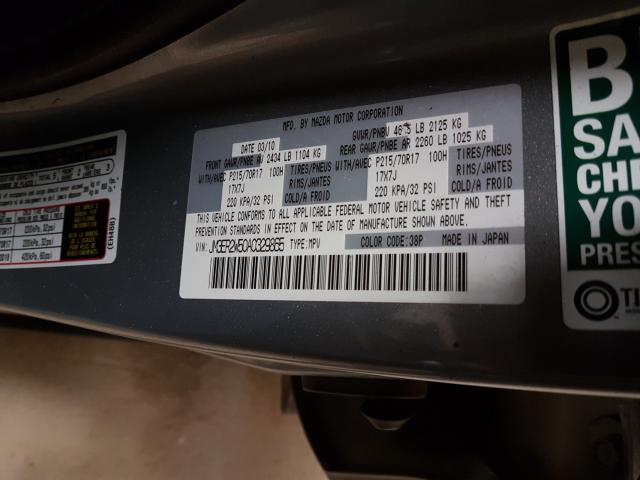 MFD. BY MAZDA MOTOR CORPORATION
DATE 03/10
GVWR/PNBV LB 2125 KG
FRONT GAWR/PNBE AV 2434 LB 1104 KG
REAR GAWR/PNBE AR 2260 LB 1025 KG
WITH/AVEC P215/70R17 100H TIRES/PNEUS
17X7J RIMS/JANTES
220 KPA/32 PSI COLD/A FROID
WITH/AVEC P215/70R17 100H TIRES/PNEUS
17X7J RIMS/JANTES
220 KPA/32 PSI COLD/A FROID
THIS VEHICLE CONFORMS TO ALL APPLICABLE FEDERAL MOTOR VEHICLE SAFETY AND THEFT
PREVENTION STANDARDS IN EFFECT ON THE DATE OF MANUFACTURE SHOWN ABOVE.
VIN: JM3ER2W50A0329865 TYPE: MPV COLOR CODE: 38P MADE IN JAPAN
(EH48B)
B
SA
CHE
YO
PRES